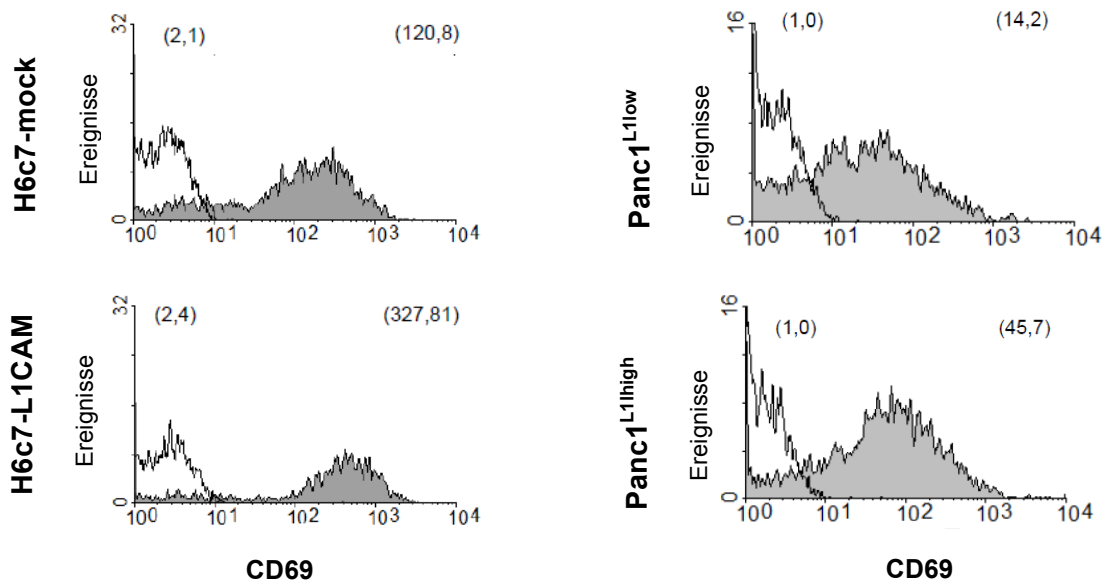 H6c7-mock
Ereignisse
32
0
(2,1)
(120,8)
10⁰ 10¹ 10² 10³ 10⁴
Panc1ᴸ¹ˡᵒʷ
Ereignisse
16
0
(1,0)
(14,2)
10⁰ 10¹ 10² 10³ 10⁴
H6c7-L1CAM
Ereignisse
32
0
(2,4)
(327,81)
10⁰ 10¹ 10² 10³ 10⁴
CD69
Panc1ᴸ¹ˡʰⁱᵍʰ
Ereignisse
16
0
(1,0)
(45,7)
10⁰ 10¹ 10² 10³ 10⁴
CD69